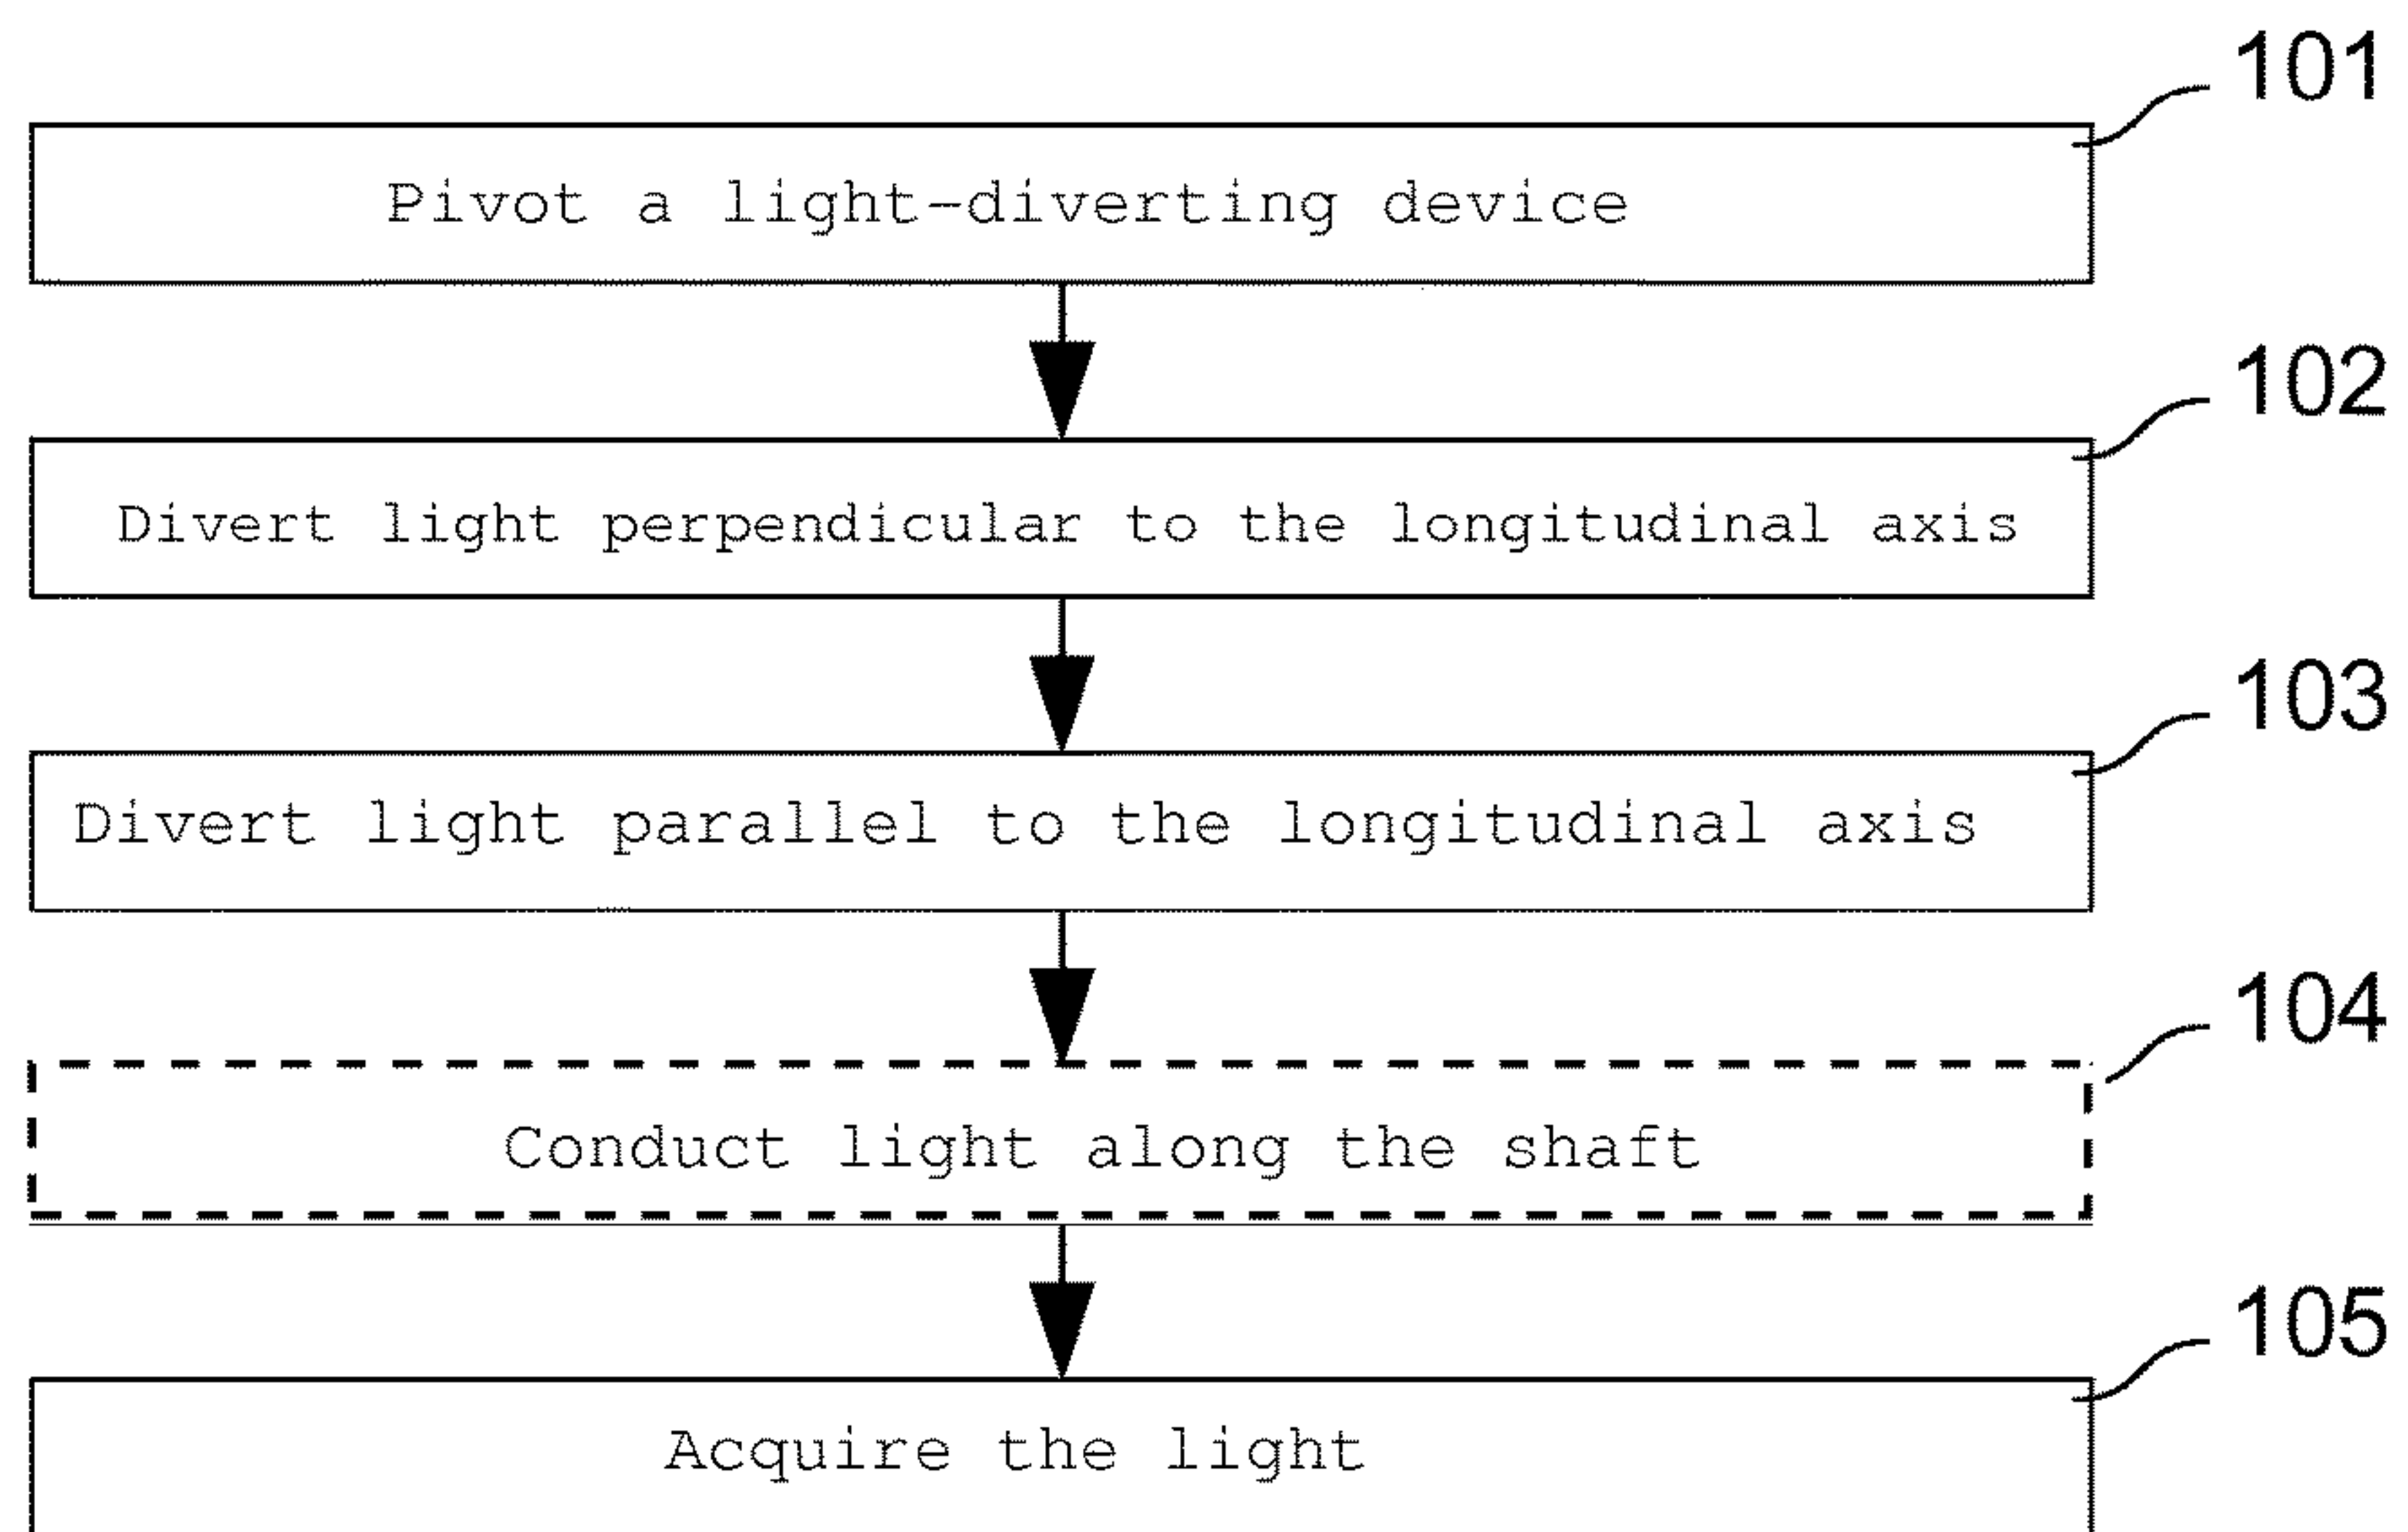 101
Pivot a light-diverting device
102
Divert light perpendicular to the longitudinal axis
103
Divert light parallel to the longitudinal axis
104
Conduct light along the shaft
105
Acquire the light